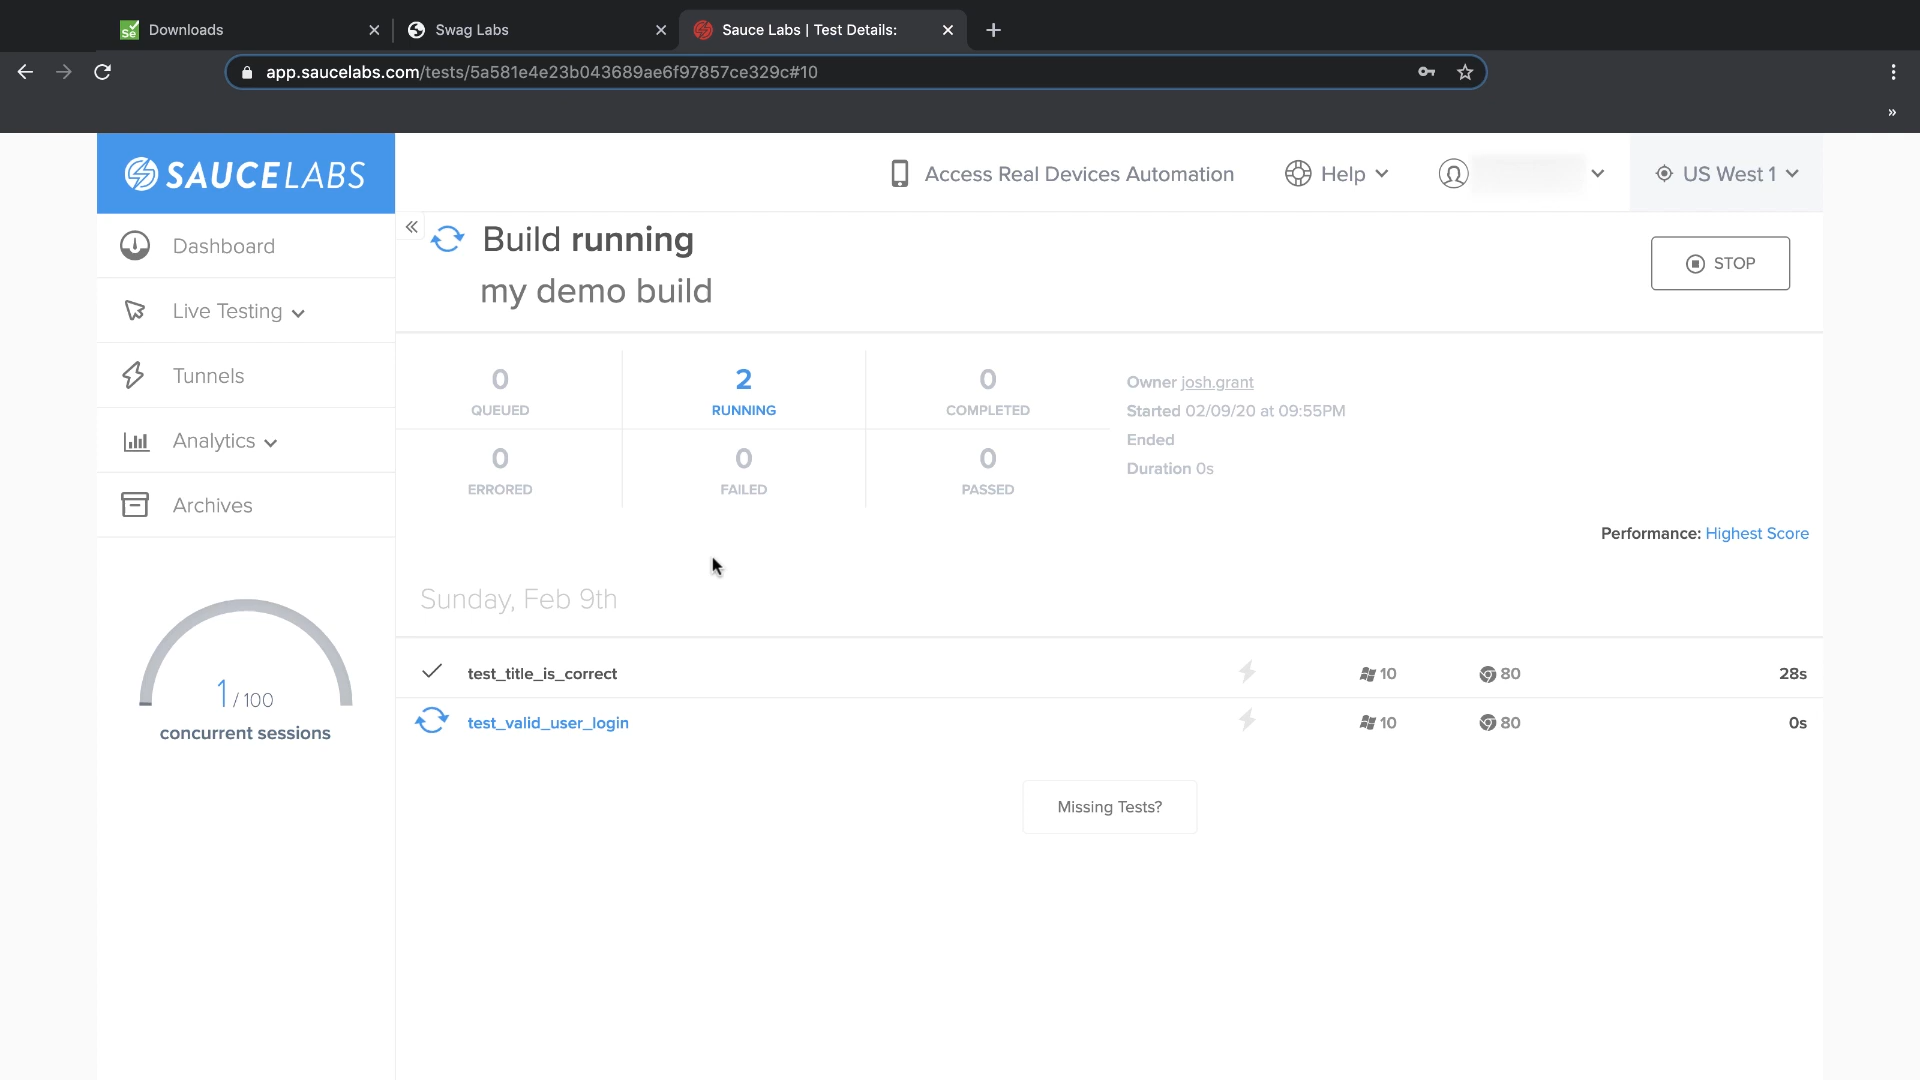 Downloads
Swag Labs
Sauce Labs | Test Details:
app.saucelabs.com/tests/5a581e4e23b043689ae6f97857ce329c#10
SAUCELABS
Access Real Devices Automation
Help
US West 1
Dashboard
Live Testing
Tunnels
Analytics
Archives
1 / 100
concurrent sessions
Build running
my demo build
STOP
0
QUEUED
2
RUNNING
0
COMPLETED
0
ERRORED
0
FAILED
0
PASSED
Owner josh.grant
Started 02/09/20 at 09:55PM
Ended
Duration 0s
Performance: Highest Score
Sunday, Feb 9th
test_title_is_correct 10 80 28s
test_valid_user_login 10 80 0s
Missing Tests?